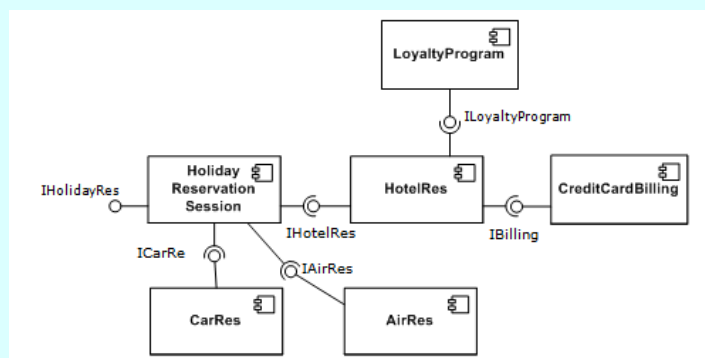 LoyaltyProgram
ILoyaltyProgram
Holiday
Reservation
Session
HotelRes
CreditCardBilling
IHolidayRes
IHotelRes
IBilling
ICarRe
IAirRes
CarRes
AirRes